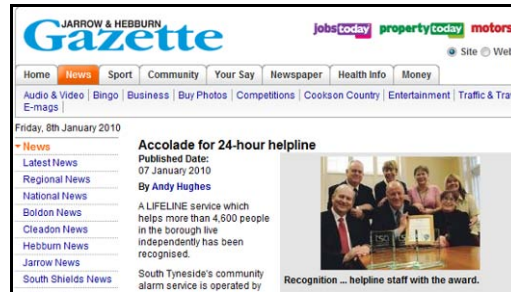 JARROW & HEBBURN
Gazette
jobstoday propertytoday motors
Site Web
Home News Sport Community Your Say Newspaper Health Info Money
Audio & Video Bingo Business Buy Photos Competitions Cookson Country Entertainment Traffic & Tra
E-mags
Friday, 8th January 2010
News
Latest News
Regional News
National News
Boldon News
Cleadon News
Hebburn News
Jarrow News
South Shields News
Accolade for 24-hour helpline
Published Date:
07 January 2010
By Andy Hughes
A LIFELINE service which
helps more than 4,600 people
in the borough live
independently has been
recognised.
South Tyneside's community
alarm service is operated by
Recognition ... helpline staff with the award.